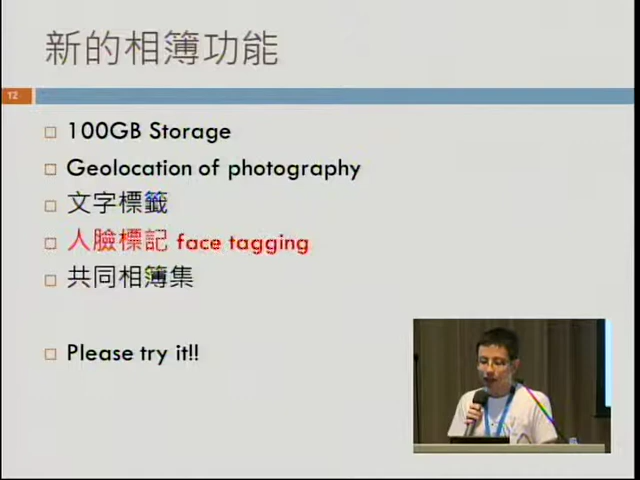 新的相簿功能
12
100GB Storage
Geolocation of photography
文字標籤
人臉標記 face tagging
共同相簿集
Please try it!!